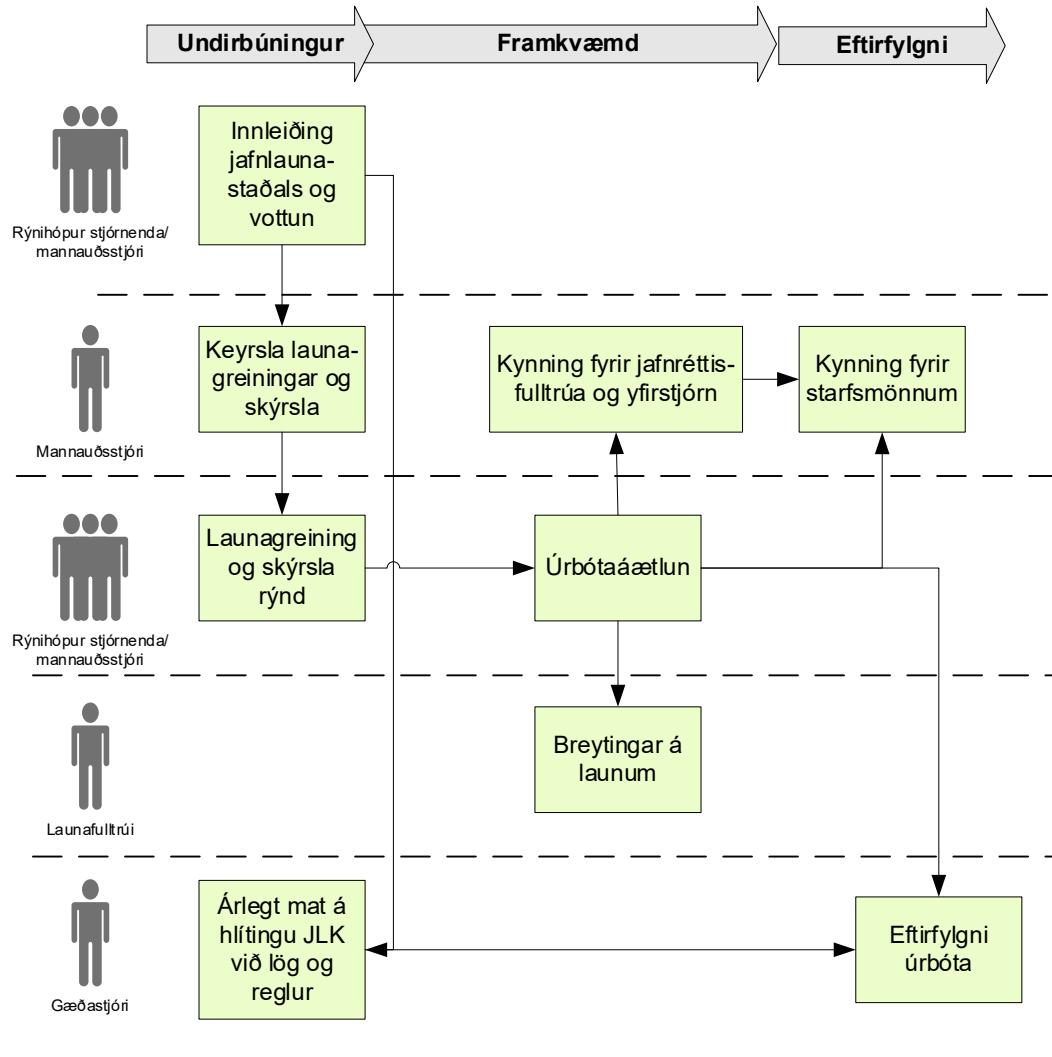 Undirbúningur
Framkvæmd
Eftirfylgni
Rýnihópur stjórnenda/
mannauðsstjóri
Innleiðing
jafnlauna-
staðals og
vottun
Mannauðsstjóri
Keyrsla launa-
greiningar og
skýrsla
Kynning fyrir jafnréttis-
fulltrúa og yfirstjórn
Kynning fyrir
starfsmönnum
Rýnihópur stjórnenda/
mannauðsstjóri
Launagreining
og skýrsla
rýnd
Úrbótaáætlun
Launafulltrúi
Breytingar á
launum
Gæðastjóri
Árlegt mat á
hlítingu JLK
við lög og
reglur
Eftirfylgni
úrbóta